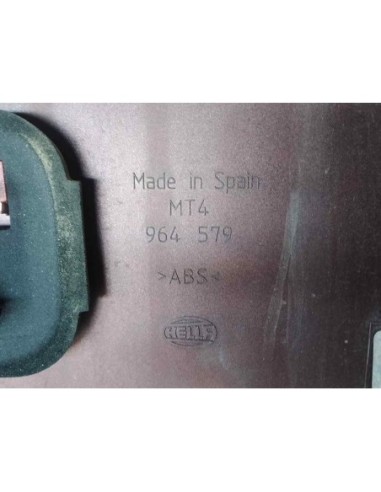 Made in Spain
MT4
964 579
>ABS<
HELLA